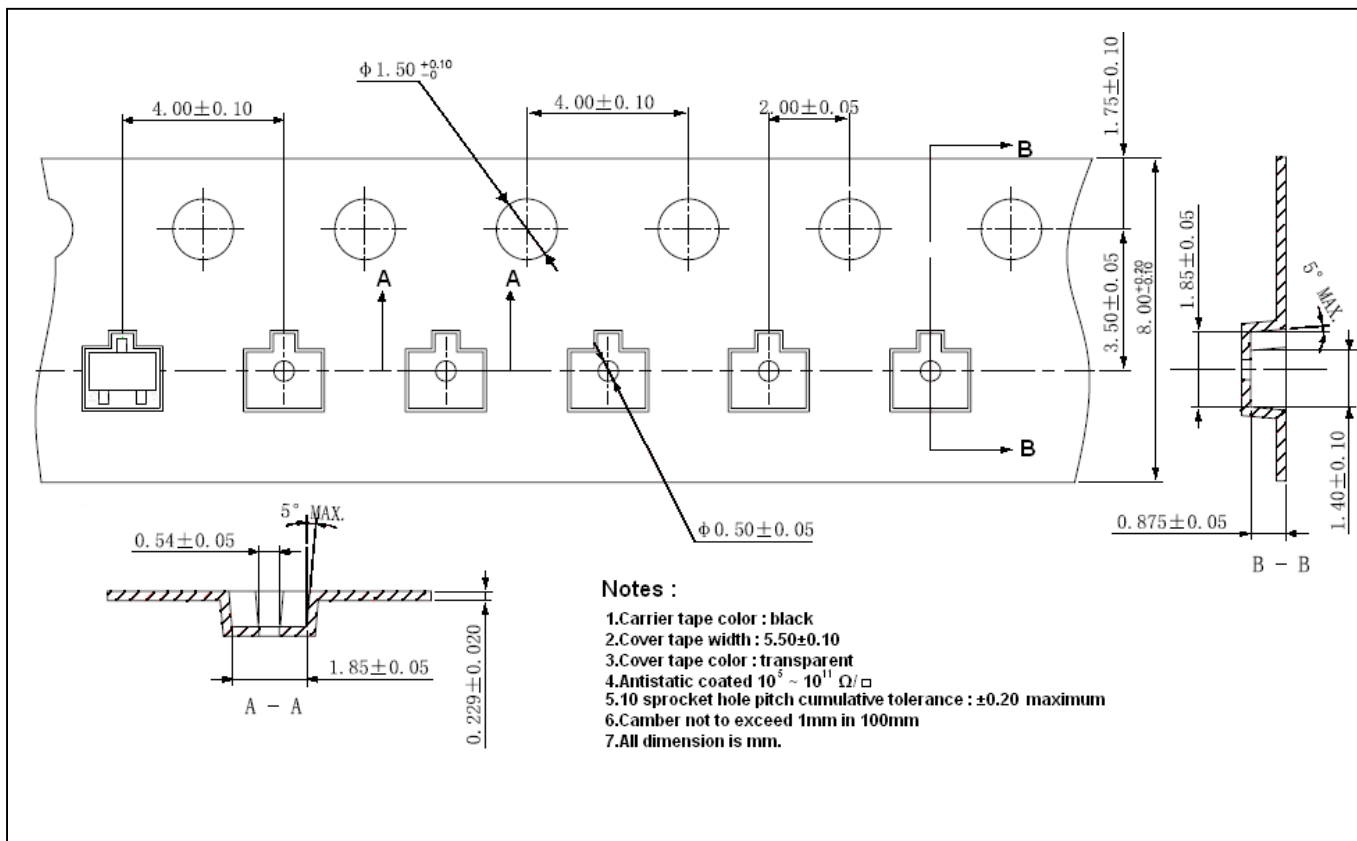 φ1.50 +0.10 -0
4.00±0.10
4.00±0.10
2.00±0.05
1.75±0.10
B
A
A
3.50±0.05
8.00 +0.20 -0.10
1.85±0.05
5° MAX.
B
1.40±0.10
0.875±0.05
B - B
5° MAX.
0.54±0.05
φ0.50±0.05
1.85±0.05
0.229±0.020
A - A
Notes :
1.Carrier tape color : black
2.Cover tape width : 5.50±0.10
3.Cover tape color : transparent
4.Antistatic coated 10⁵ ~ 10¹¹ Ω/□
5.10 sprocket hole pitch cumulative tolerance : ±0.20 maximum
6.Camber not to exceed 1mm in 100mm
7.All dimension is mm.